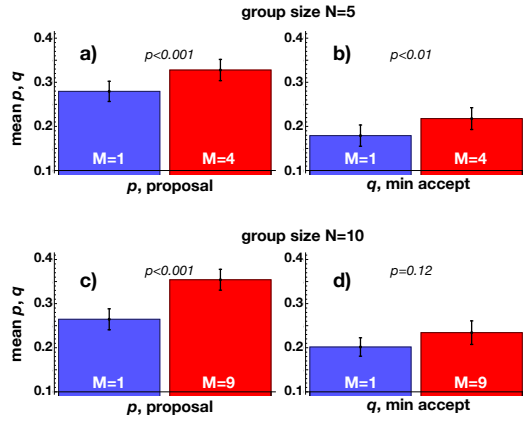 group size N=5
a) p<0.001 b) p<0.01
0.4 0.4
0.3 0.3
0.2 0.2
0.1 0.1
mean p, q
M=1 M=4 M=1 M=4
p, proposal q, min accept
group size N=10
c) p<0.001 d) p=0.12
0.4 0.4
0.3 0.3
0.2 0.2
0.1 0.1
mean p, q
M=1 M=9 M=1 M=9
p, proposal q, min accept